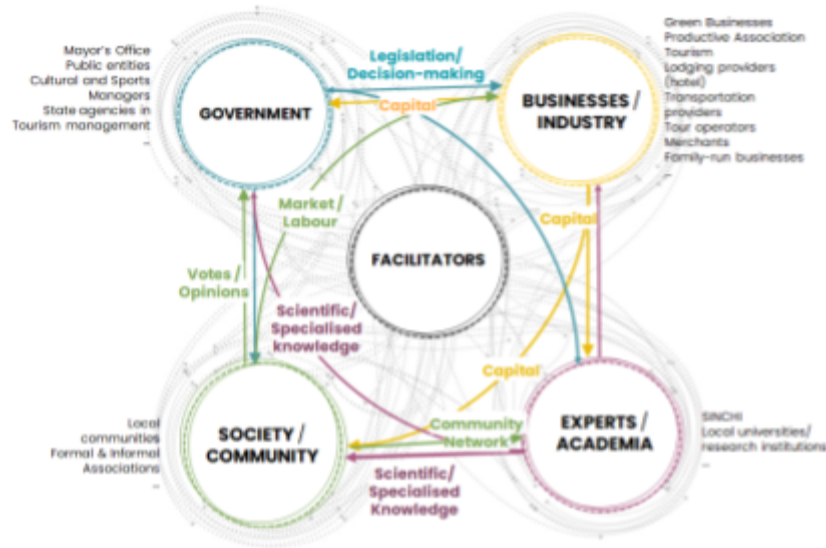 Mayor's Office
Public entities
Cultural and Sports
Managers
State agencies in
Tourism management
...
GOVERNMENT
Legislation/
Decision-making
Capital
BUSINESSES /
INDUSTRY
Green Businesses
Productive Association
Tourism
Lodging providers
(hotel)
Transportation
providers
Tour operators
Merchants
Family-run businesses
...
Market /
Labour
Capital
FACILITATORS
Votes /
Opinions
Scientific/
Specialised
knowledge
Capital
Local
communities
Formal & Informal
Associations
...
SOCIETY /
COMMUNITY
Community
Network
EXPERTS /
ACADEMIA
SINCHI
Local universities/
research institutions
...
Scientific/
Specialised
Knowledge